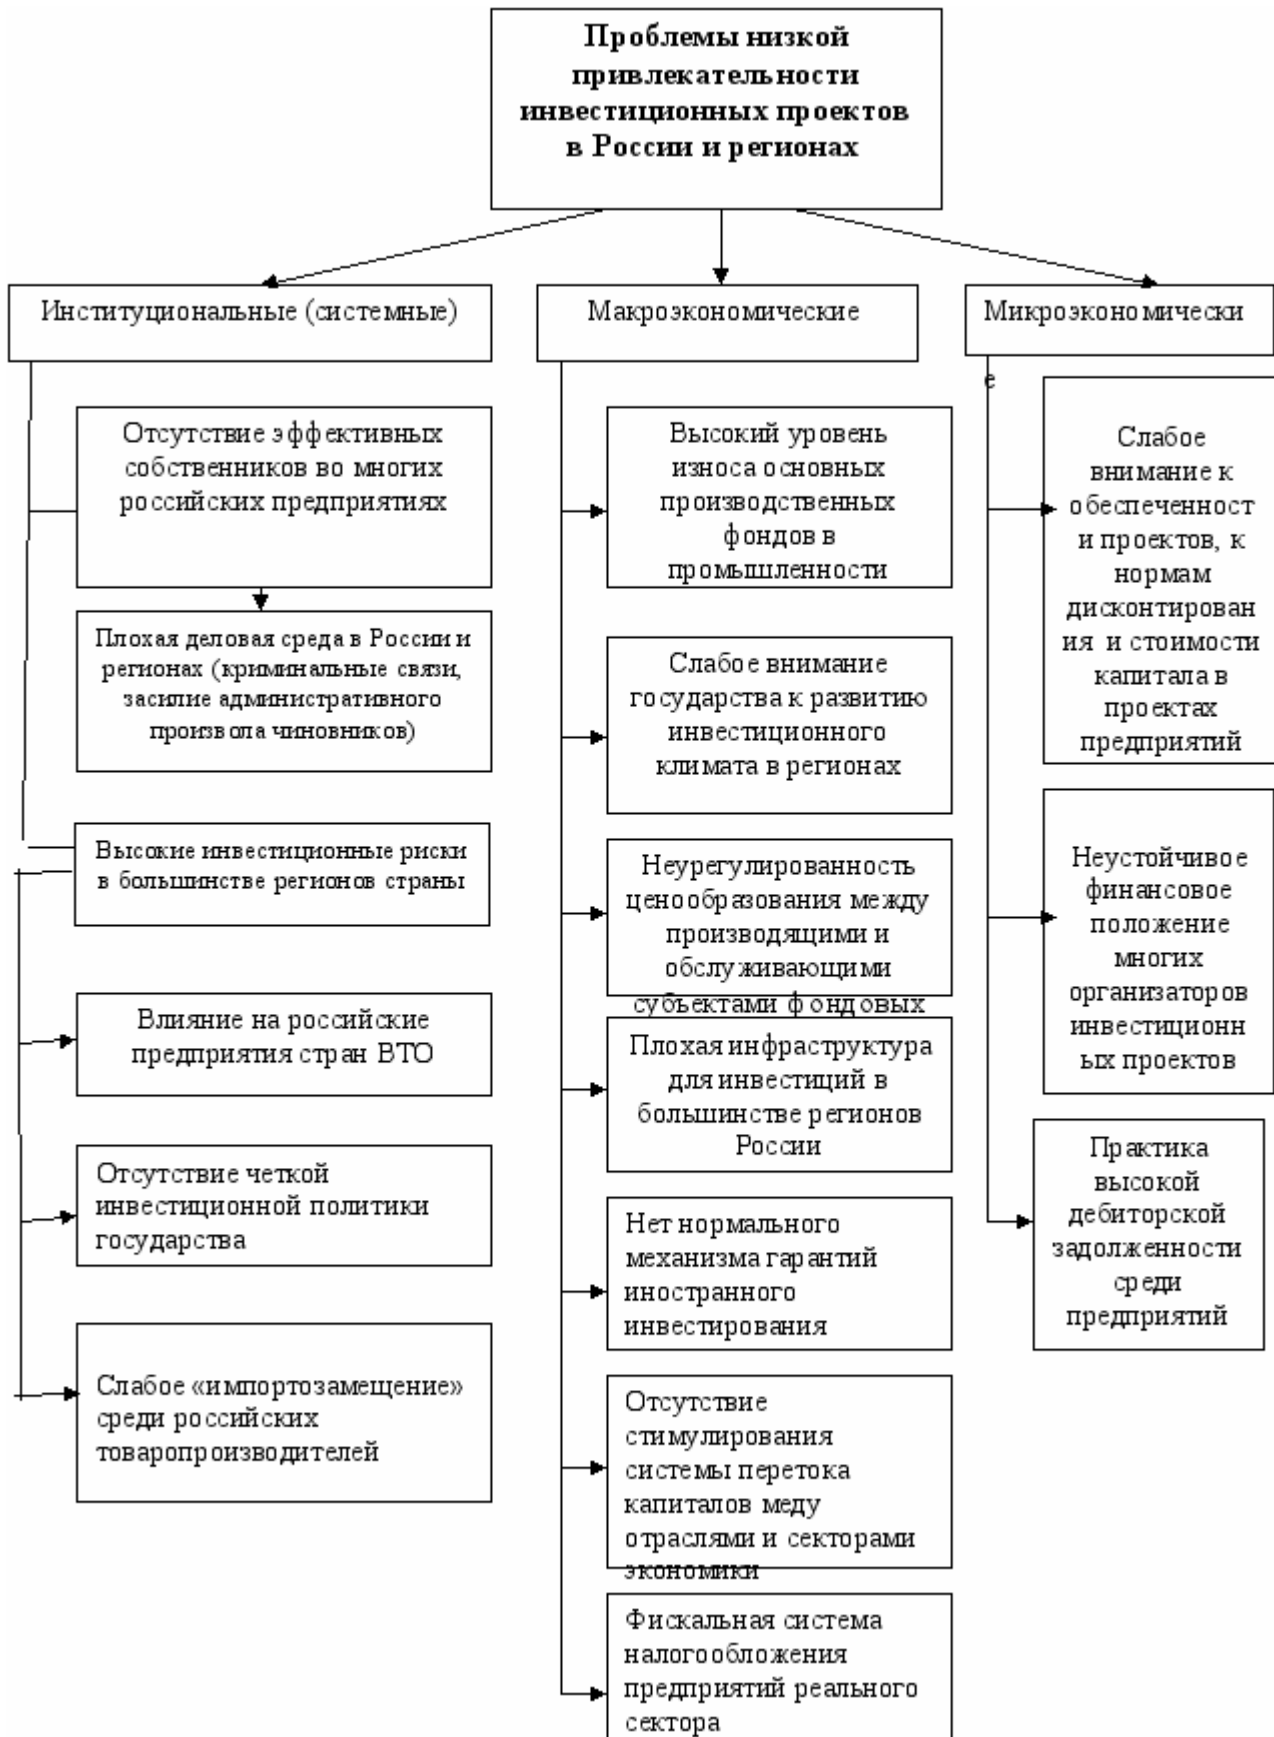 Проблемы низкой
привлекательности
инвестиционных проектов
в России и регионах
Институциональные (системные)
Отсутствие эффективных
собственников во многих
российских предприятиях
Плохая деловая среда в России и
регионах (криминальные связи,
засилие административного
произвола чиновников)
Высокие инвестиционные риски
в большинстве регионов страны
Влияние на российские
предприятия стран ВТО
Отсутствие четкой
инвестиционной политики
государства
Слабое «импортозамещение»
среди российских
товаропроизводителей
Макроэкономические
Высокий уровень
износа основных
производственных
фондов в
промышленности
Слабое внимание
государства к развитию
инвестиционного
климата в регионах
Неурегулированность
ценообразования между
производящими и
обслуживающими
субъектами фондовых
Плохая инфраструктура
для инвестиций в
большинстве регионов
России
Нет нормального
механизма гарантий
иностранного
инвестирования
Отсутствие
стимулирования
системы перетока
капиталов меду
отраслями и секторами
экономики
Фискальная система
налогообложения
предприятий реального
сектора
Микроэкономически
е
Слабое
внимание к
обеспеченност
и проектов, к
нормам
дисконтирован
ия и стоимости
капитала в
проектах
предприятий
Неустойчивое
финансовое
положение
многих
организаторов
инвестиционн
ых проектов
Практика
высокой
дебиторской
задолженности
среди
предприятий